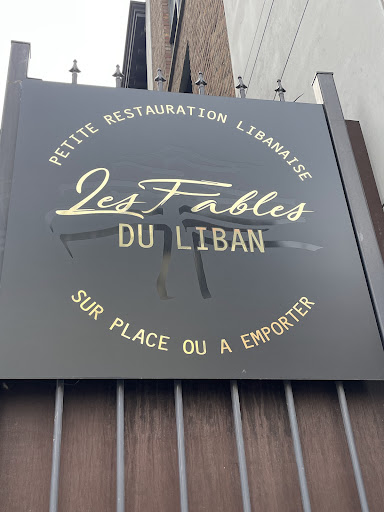 PETITE RESTAURATION LIBANAISE
Les Fables
DU LIBAN
SUR PLACE OU A EMPORTER